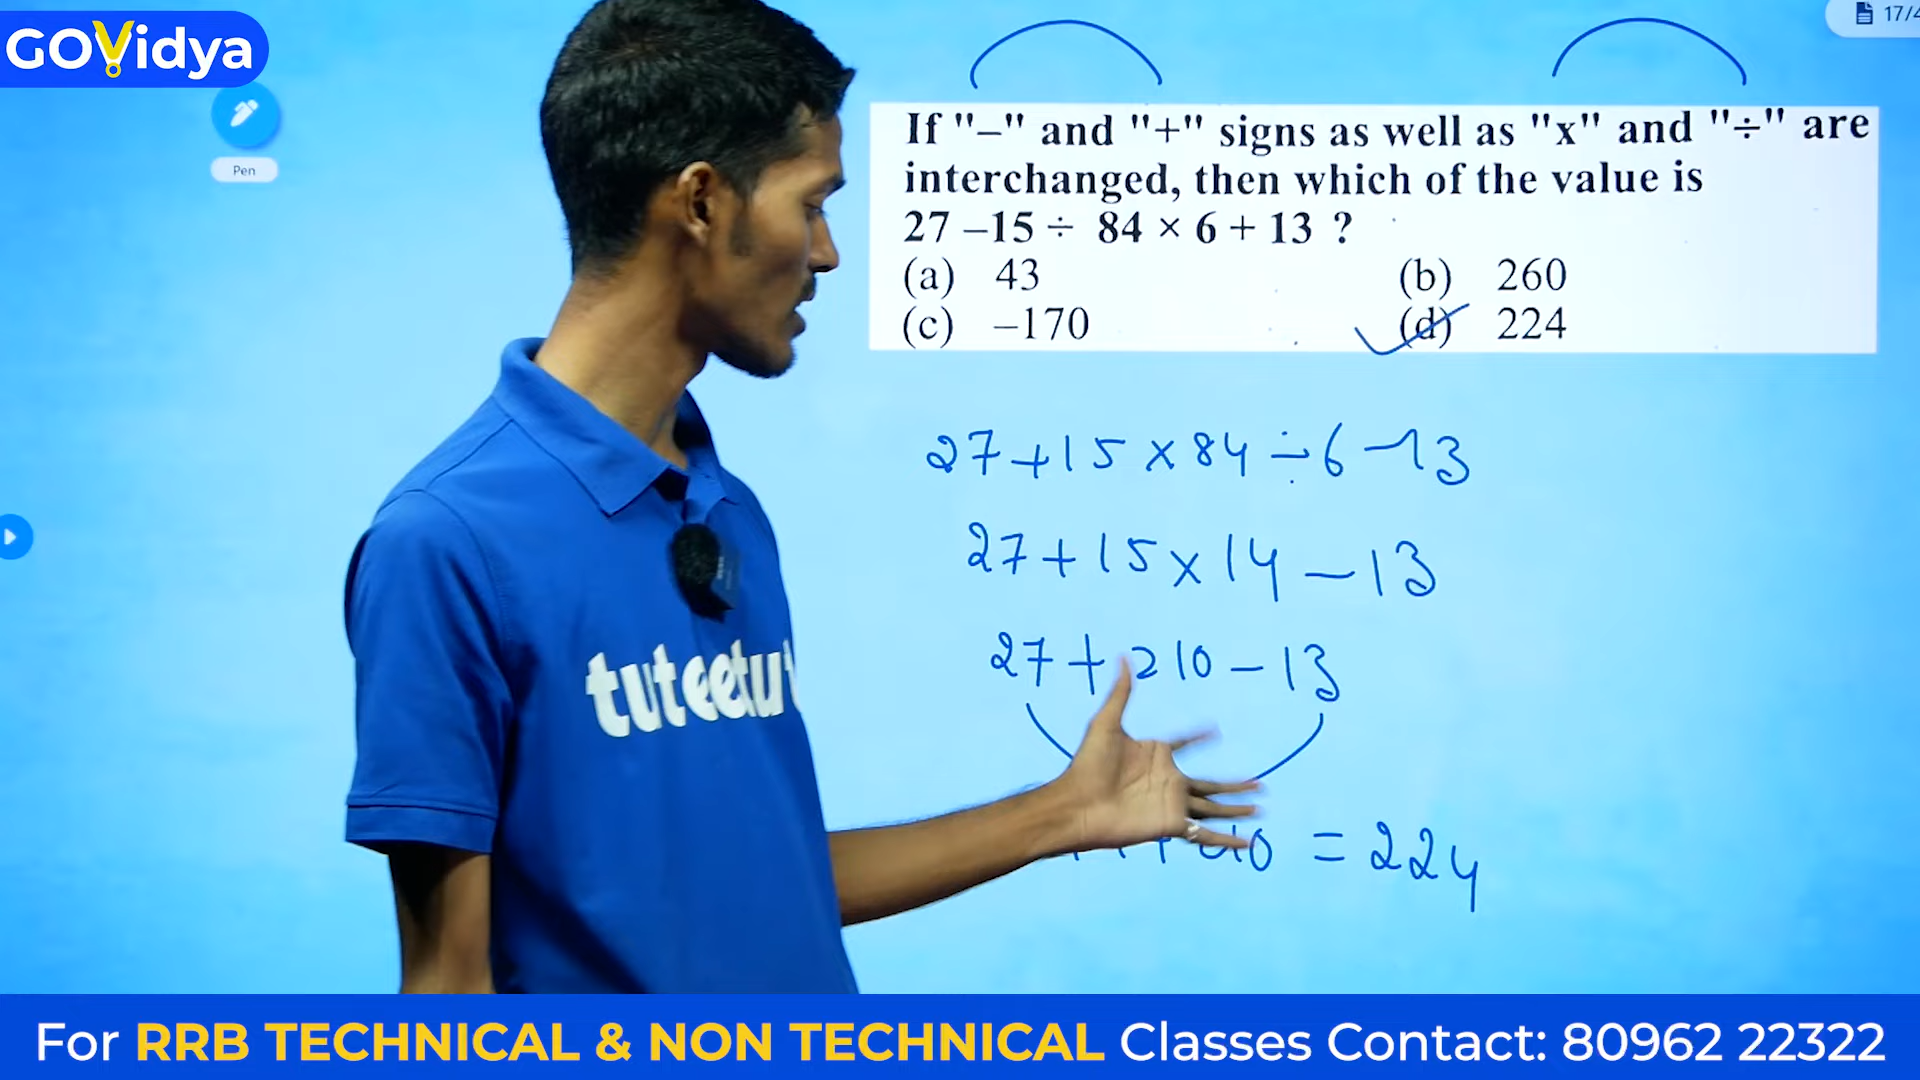 GOVidya
17/4
Pen
If "–" and "+" signs as well as "x" and "÷" are
interchanged, then which of the value is
27 –15 ÷ 84 × 6 + 13 ?
(a) 43 (b) 260
(c) –170 (d) 224
27+15×84÷6–13
27+15×14–13
27+210–13
= 224
tuteetu
For RRB TECHNICAL & NON TECHNICAL Classes Contact: 80962 22322